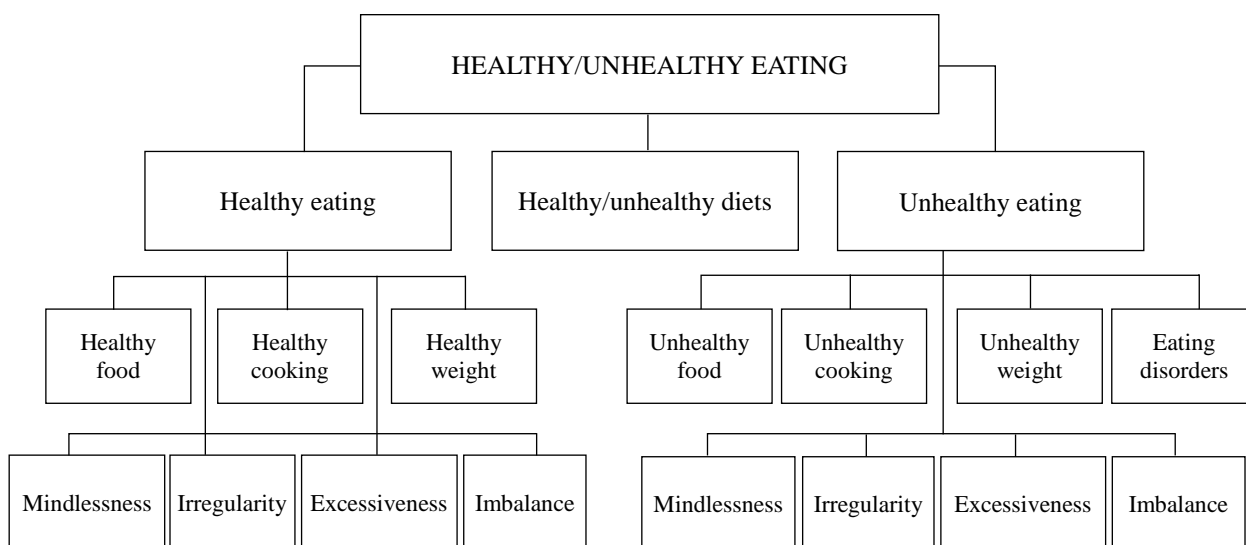 HEALTHY/UNHEALTHY EATING
Healthy eating
Healthy/unhealthy diets
Unhealthy eating
Healthy
food
Healthy
cooking
Healthy
weight
Unhealthy
food
Unhealthy
cooking
Unhealthy
weight
Eating
disorders
Mindlessness
Irregularity
Excessiveness
Imbalance
Mindlessness
Irregularity
Excessiveness
Imbalance